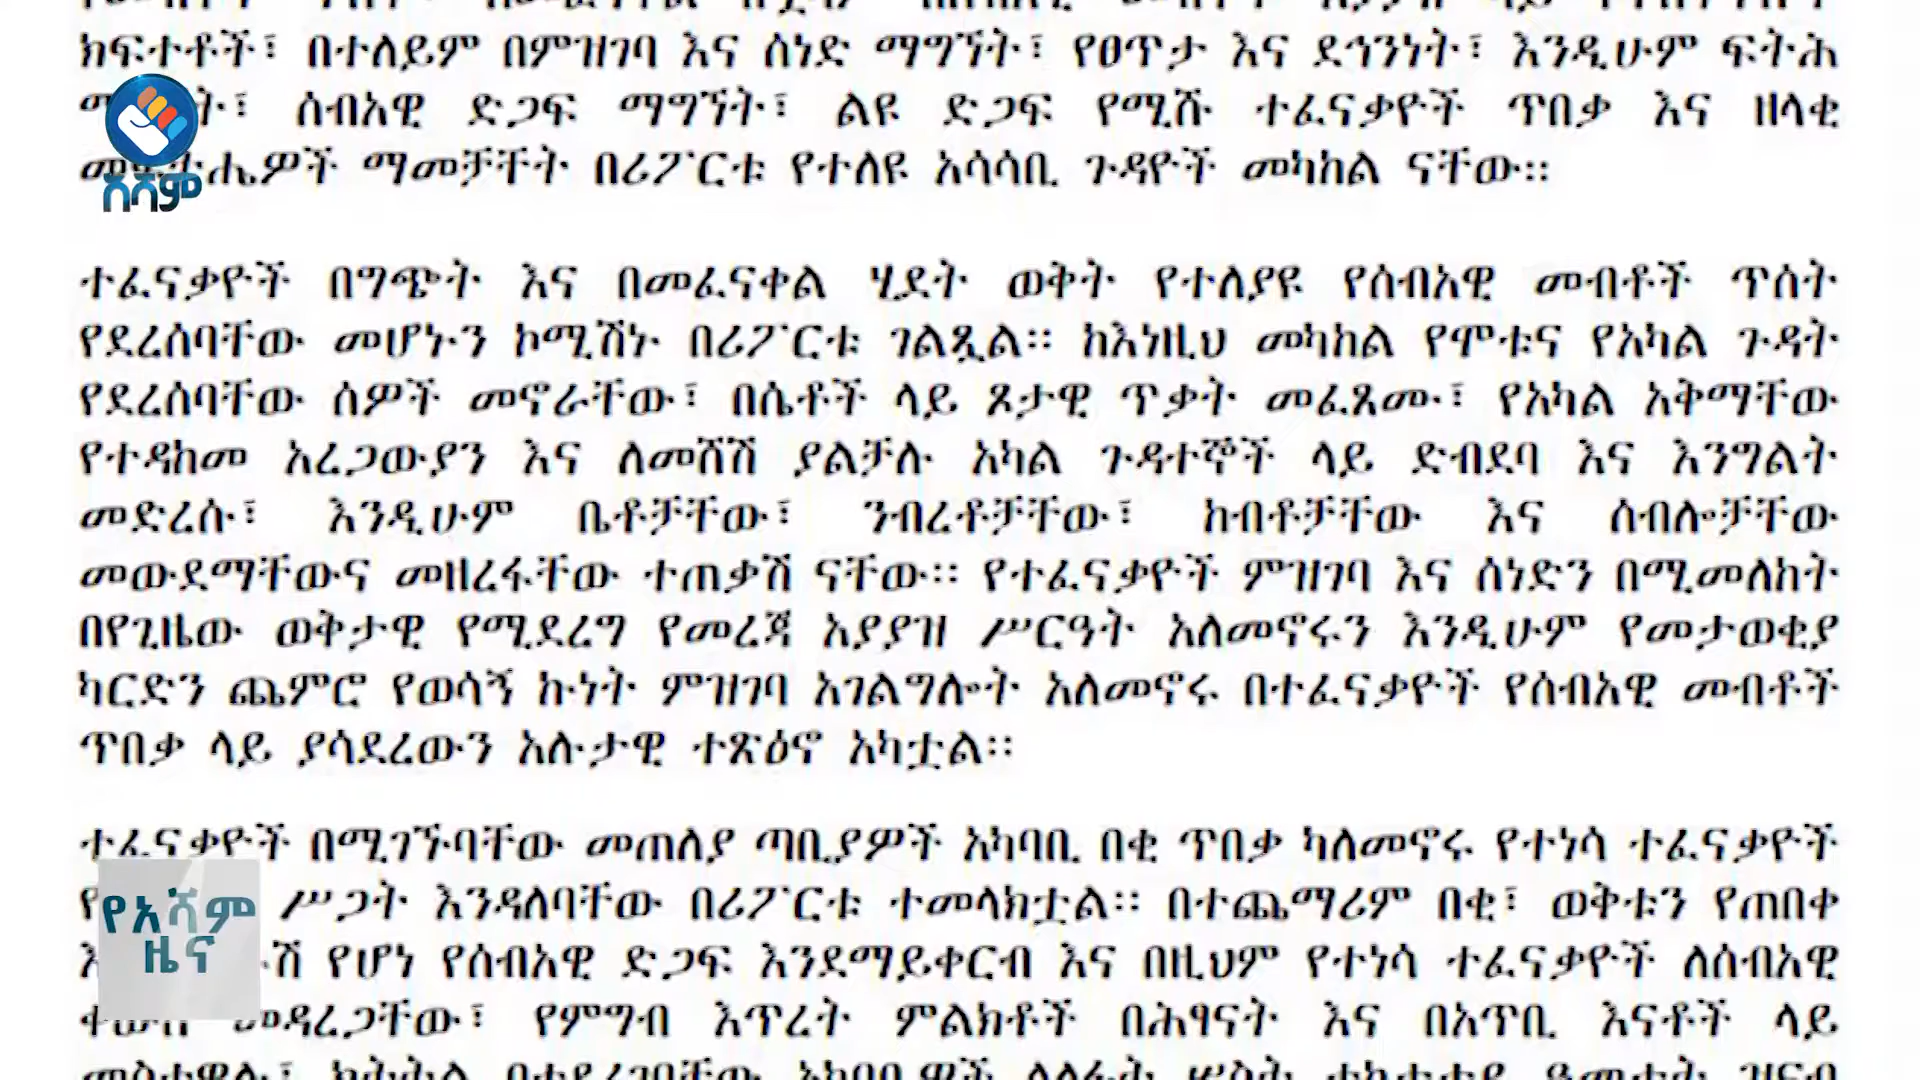 ክፍተቶች፣ በተለይም በምዝገባ እና ሰነድ ማግኘት፣ የፀጥታ እና ደኅንነት፣ እንዲሁም ፍትሕ
ሰብአዊ ድጋፍ ማግኘት፣ ልዩ ድጋፍ የሚሹ ተፈናቃዮች ጥበቃ እና ዘላቂ
ማመቻቸት በሪፖርቱ የተለዩ አሳሳቢ ጉዳዮች መካከል ናቸው።
አሻም
ተፈናቃዮች በግጭት እና በመፈናቀል ሂደት ወቅት የተለያዩ የሰብአዊ መብቶች ጥሰት
የደረሰባቸው መሆኑን ኮሚሽኑ በሪፖርቱ ገልጿል። ከእነዚህ መካከል የሞቱና የአካል ጉዳት
የደረሰባቸው ሰዎች መኖራቸው፣ በሴቶች ላይ ጾታዊ ጥቃት መፈጸሙ፣ የአካል አቅማቸው
የተዳከመ አረጋውያን እና ለመሸሽ ያልቻሉ አካል ጉዳተኞች ላይ ድብደባ እና እንግልት
መድረሱ፣ እንዲሁም ቤቶቻቸው፣ ንብረቶቻቸው፣ ከብቶቻቸው እና ሰብሎቻቸው
መውደማቸውና መዘረፋቸው ተጠቃሽ ናቸው። የተፈናቃዮች ምዝገባ እና ሰነድን በሚመለከት
በየጊዜው ወቅታዊ የሚደረግ የመረጃ አያያዝ ሥርዓት አለመኖሩን እንዲሁም የመታወቂያ
ካርድን ጨምሮ የወሳኝ ኩነት ምዝገባ አገልግሎት አለመኖሩ በተፈናቃዮች የሰብአዊ መብቶች
ጥበቃ ላይ ያሳደረውን አሉታዊ ተጽዕኖ አካቷል።
ተፈናቃዮች በሚገኙባቸው መጠለያ ጣቢያዎች አካባቢ በቂ ጥበቃ ካለመኖሩ የተነሳ ተፈናቃዮች
ሥጋት እንዳለባቸው በሪፖርቱ ተመላክቷል። በተጨማሪም በቂ፣ ወቅቱን የጠበቀ
የሆነ የሰብአዊ ድጋፍ እንደማይቀርብ እና በዚህም የተነሳ ተፈናቃዮች ለሰብአዊ
መዳረጋቸው፣ የምግብ እጥረት ምልክቶች በሕፃናት እና በአጥቢ እናቶች ላይ
የአሻም
ዜና